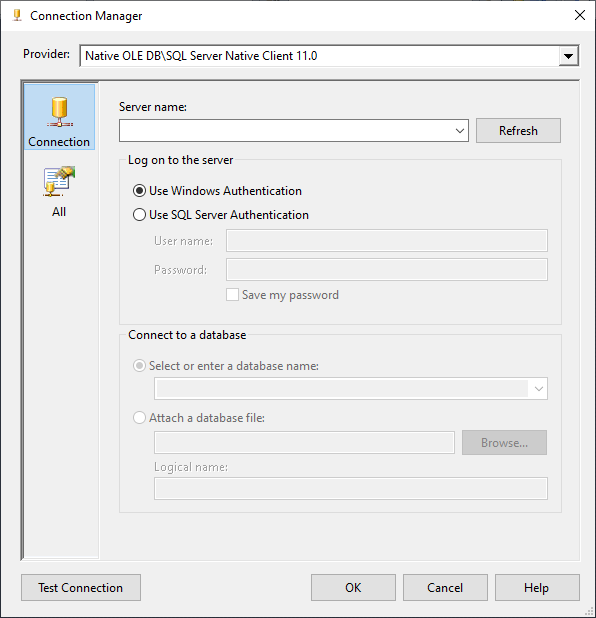 Connection Manager
Provider: Native OLE DB\SQL Server Native Client 11.0
Connection
All
Server name:
Refresh
Log on to the server
Use Windows Authentication
Use SQL Server Authentication
User name:
Password:
Save my password
Connect to a database
Select or enter a database name:
Attach a database file:
Browse...
Logical name:
Test Connection OK Cancel Help